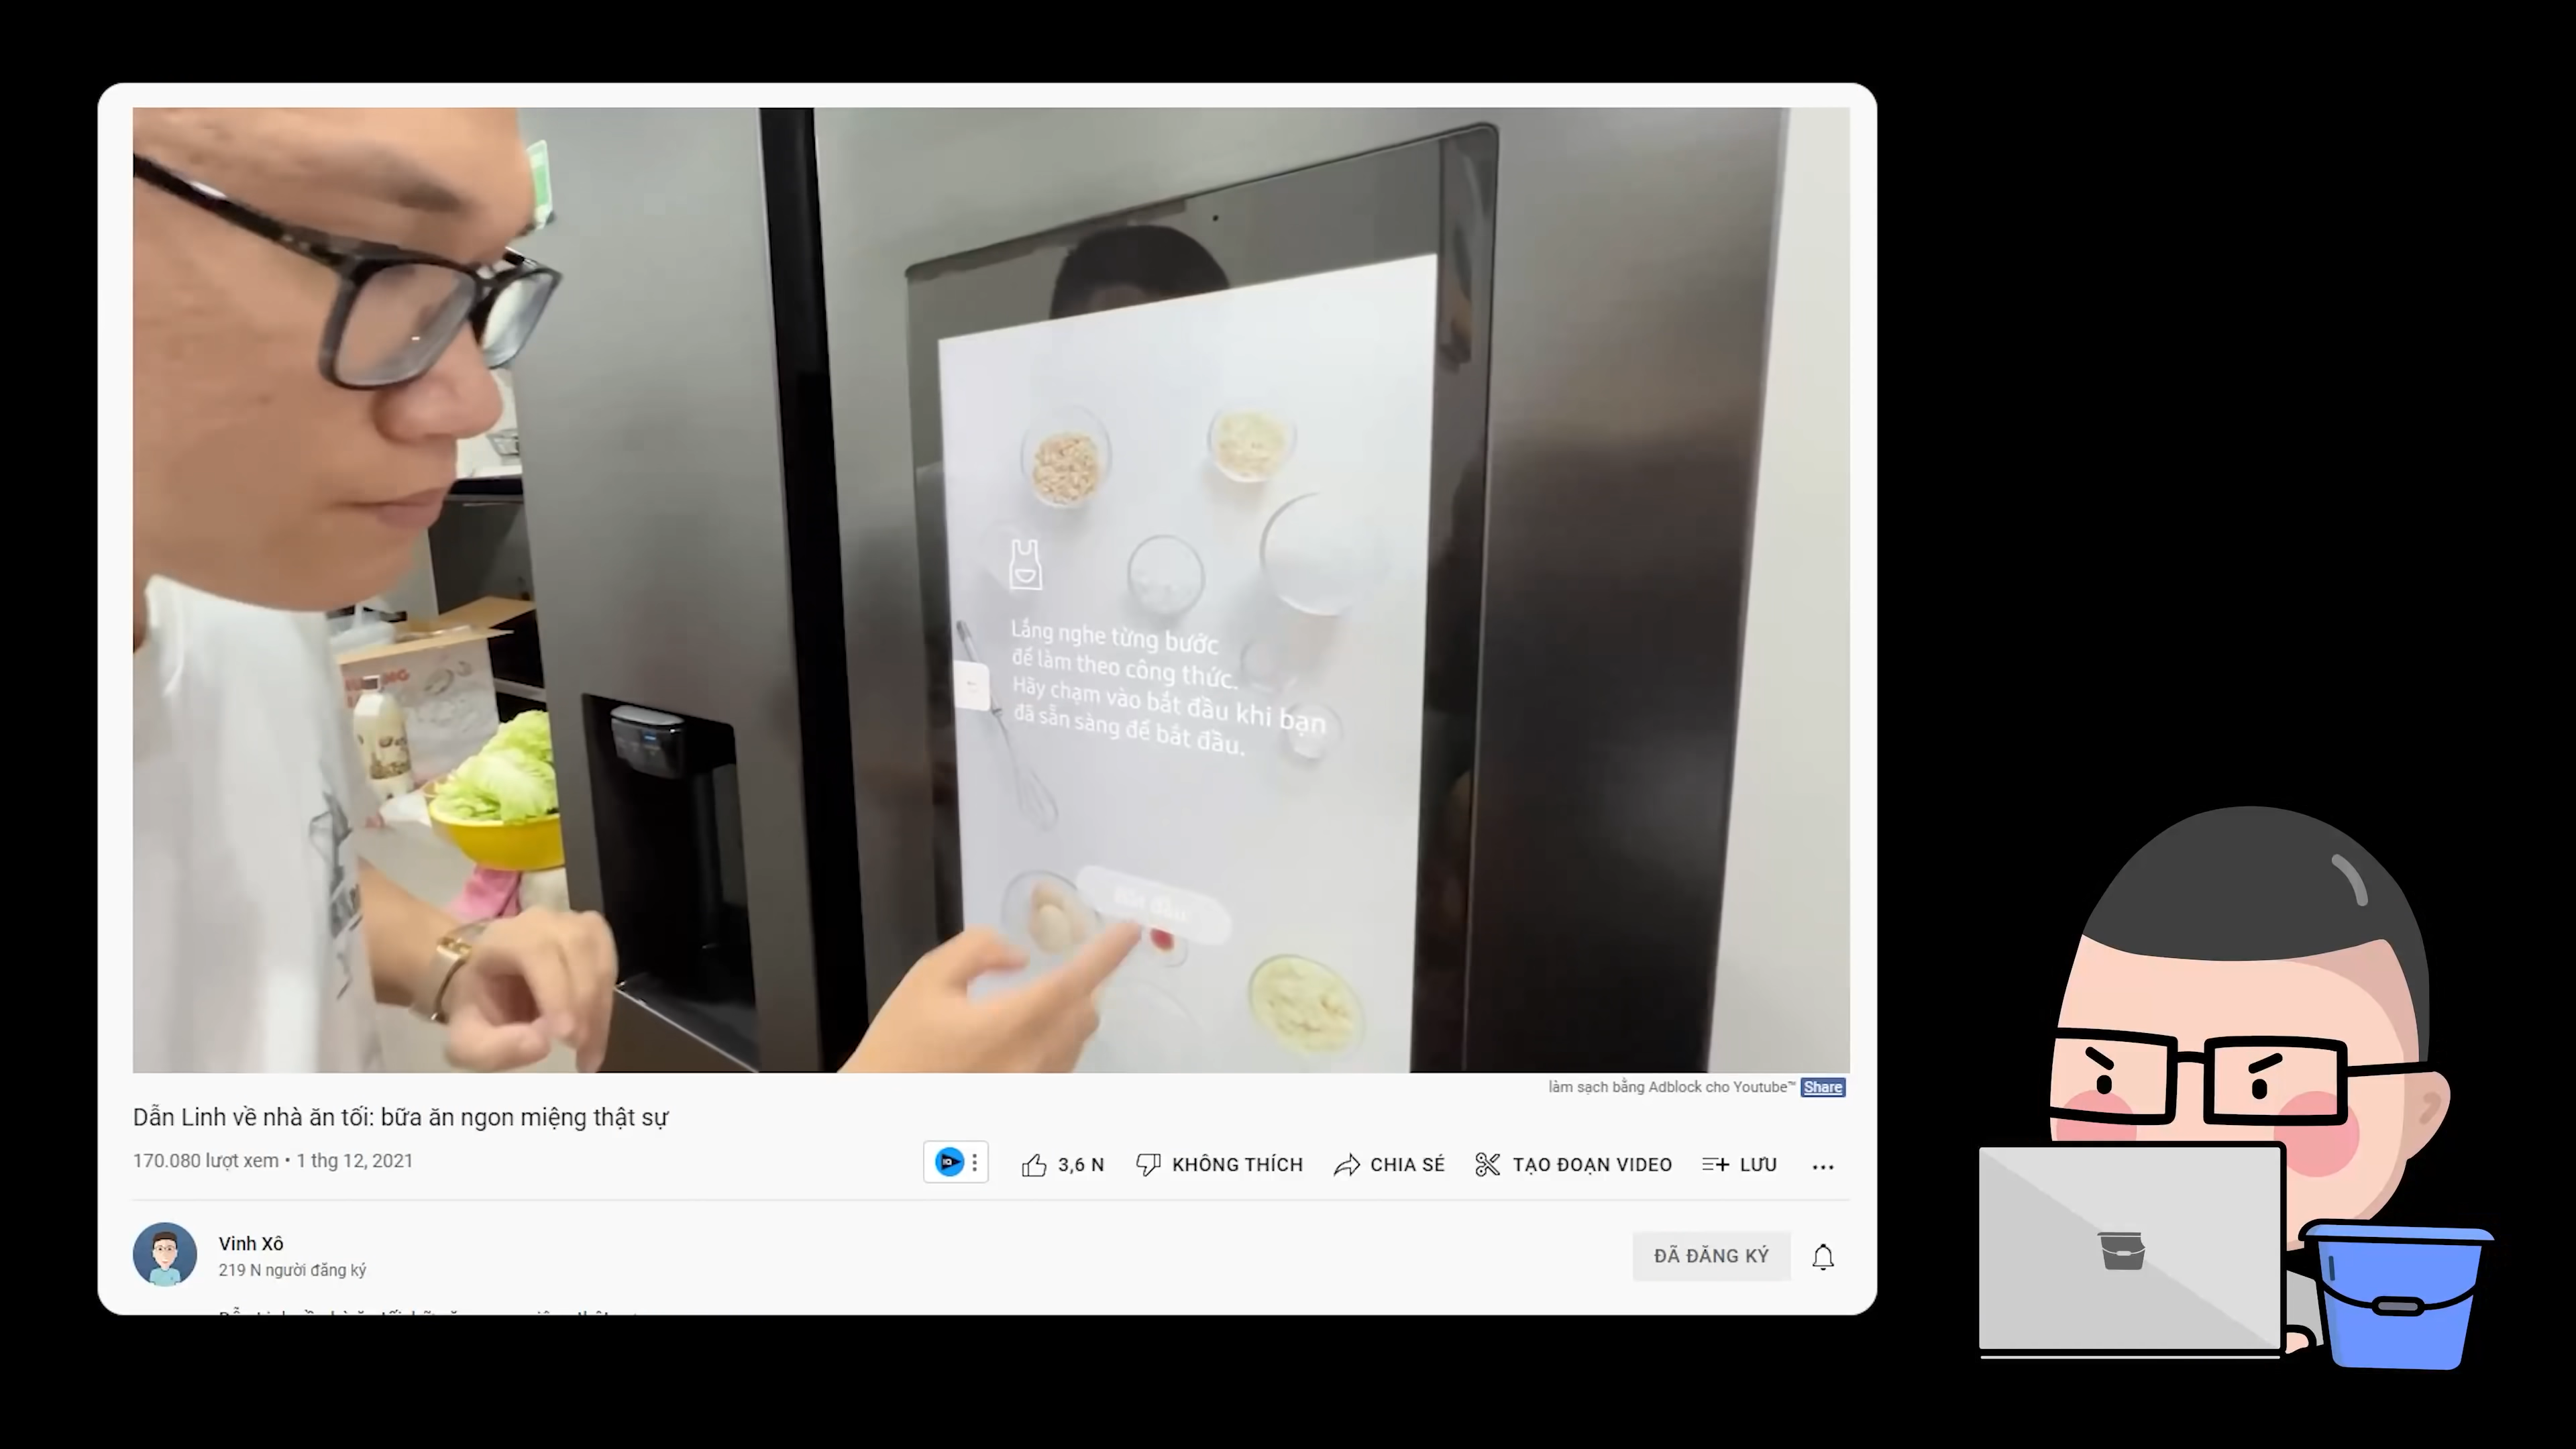 Lắng nghe từng bước
để làm theo công thức.
Hãy chạm vào bắt đầu khi bạn
đã sẵn sàng để bắt đầu.
Bắt đầu
làm sạch bằng Adblock cho Youtube™ Share
Dẫn Linh về nhà ăn tối: bữa ăn ngon miệng thật sự
170.080 lượt xem • 1 thg 12, 2021
3,6 N KHÔNG THÍCH CHIA SẺ TẠO ĐOẠN VIDEO LƯU
Vinh Xô
219 N người đăng ký
ĐÃ ĐĂNG KÝ